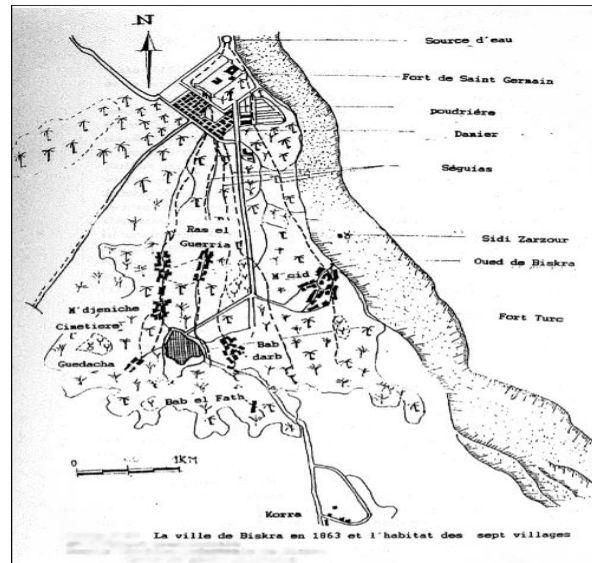 N
Source d'eau
Fort de Saint Germain
poudriére
Damier
Séguias
Ras el
Guerria
Sidi Zarzour
M'cid
Oued de Biskra
M'djeniche
Fort Turc
Cimetiere
Bab
darb
Guedacha
Bab el Fath
0
1KM
Korra
La ville de Biskra en 1863 et l'habitat des sept villages